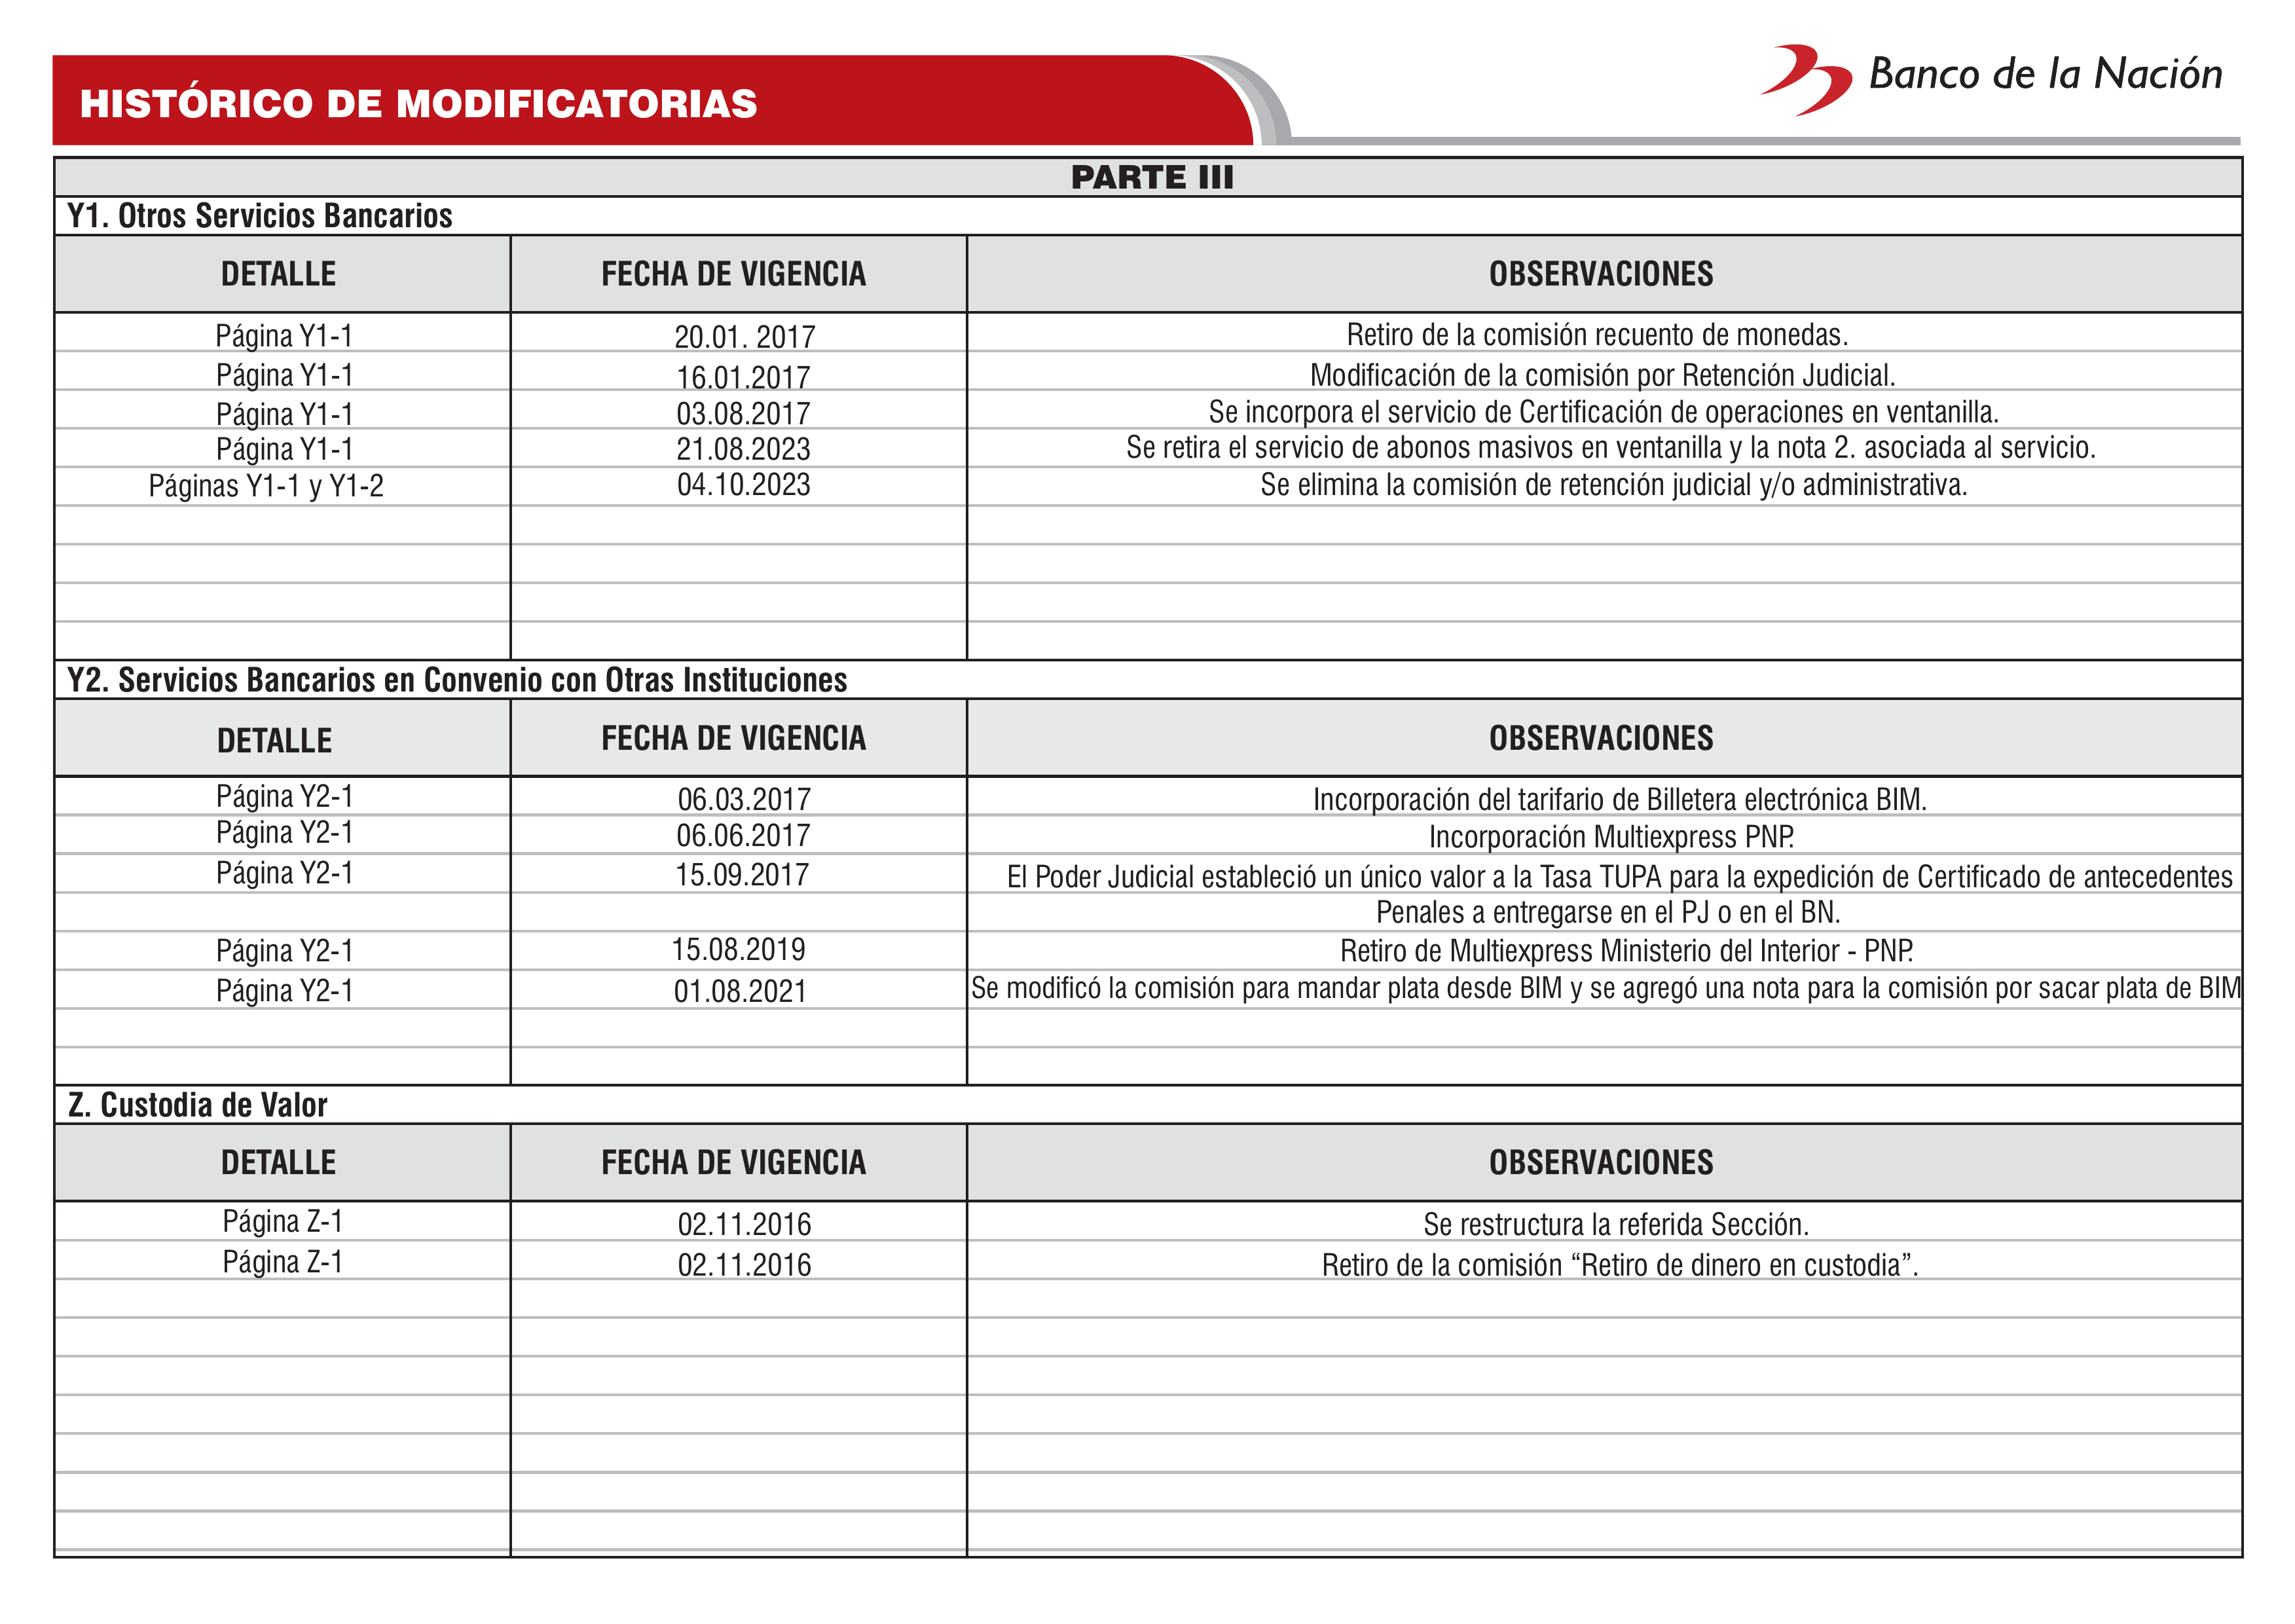 HISTÓRICO DE MODIFICATORIAS
Banco de la Nación
PARTE III
Y1. Otros Servicios Bancarios
DETALLE FECHA DE VIGENCIA OBSERVACIONES
Página Y1-1 20.01. 2017 Retiro de la comisión recuento de monedas.
Página Y1-1 16.01.2017 Modificación de la comisión por Retención Judicial.
Página Y1-1 03.08.2017 Se incorpora el servicio de Certificación de operaciones en ventanilla.
Página Y1-1 21.08.2023 Se retira el servicio de abonos masivos en ventanilla y la nota 2. asociada al servicio.
Páginas Y1-1 y Y1-2 04.10.2023 Se elimina la comisión de retención judicial y/o administrativa.
Y2. Servicios Bancarios en Convenio con Otras Instituciones
DETALLE FECHA DE VIGENCIA OBSERVACIONES
Página Y2-1 06.03.2017 Incorporación del tarifario de Billetera electrónica BIM.
Página Y2-1 06.06.2017 Incorporación Multiexpress PNP.
Página Y2-1 15.09.2017 El Poder Judicial estableció un único valor a la Tasa TUPA para la expedición de Certificado de antecedentes
Penales a entregarse en el PJ o en el BN.
Página Y2-1 15.08.2019 Retiro de Multiexpress Ministerio del Interior - PNP.
Página Y2-1 01.08.2021 Se modificó la comisión para mandar plata desde BIM y se agregó una nota para la comisión por sacar plata de BIM
Z. Custodia de Valor
DETALLE FECHA DE VIGENCIA OBSERVACIONES
Página Z-1 02.11.2016 Se restructura la referida Sección.
Página Z-1 02.11.2016 Retiro de la comisión “Retiro de dinero en custodia”.